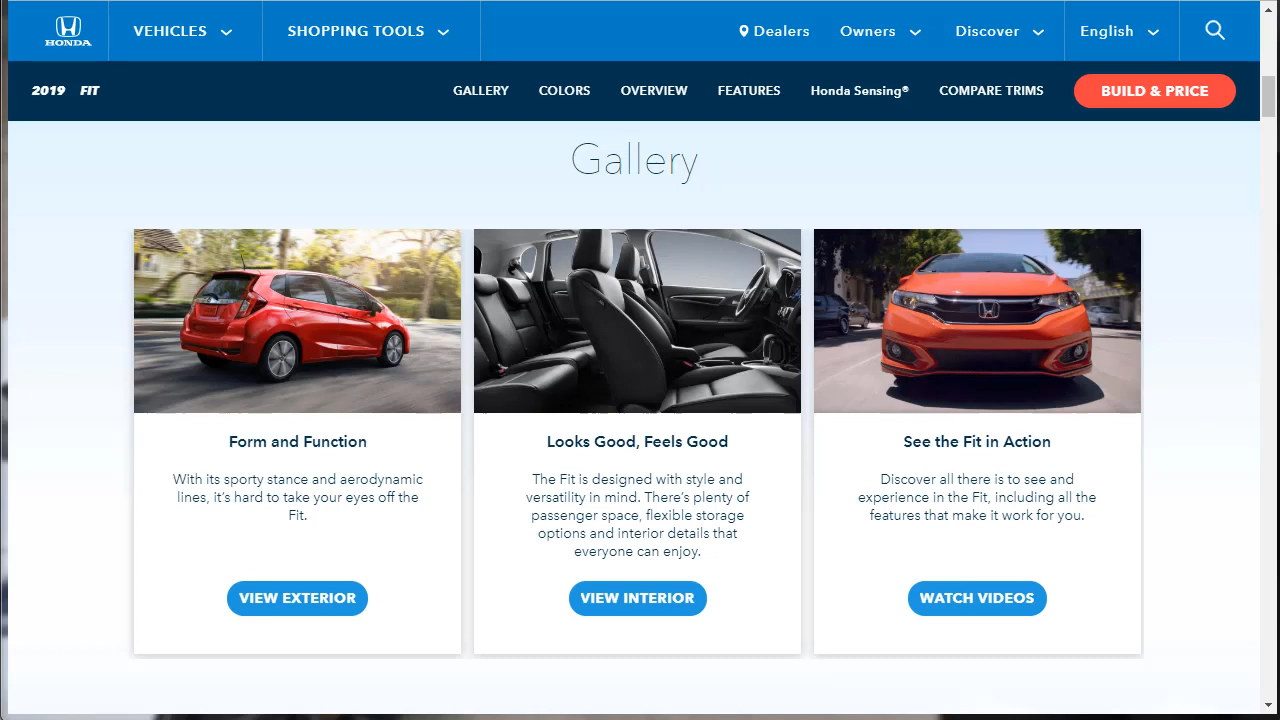 HONDA
VEHICLES
SHOPPING TOOLS
Dealers
Owners
Discover
English
2019 FIT
GALLERY
COLORS
OVERVIEW
FEATURES
Honda Sensing®
COMPARE TRIMS
BUILD & PRICE
Gallery
Form and Function
With its sporty stance and aerodynamic
lines, it's hard to take your eyes off the
Fit.
VIEW EXTERIOR
Looks Good, Feels Good
The Fit is designed with style and
versatility in mind. There's plenty of
passenger space, flexible storage
options and interior details that
everyone can enjoy.
VIEW INTERIOR
See the Fit in Action
Discover all there is to see and
experience in the Fit, including all the
features that make it work for you.
WATCH VIDEOS